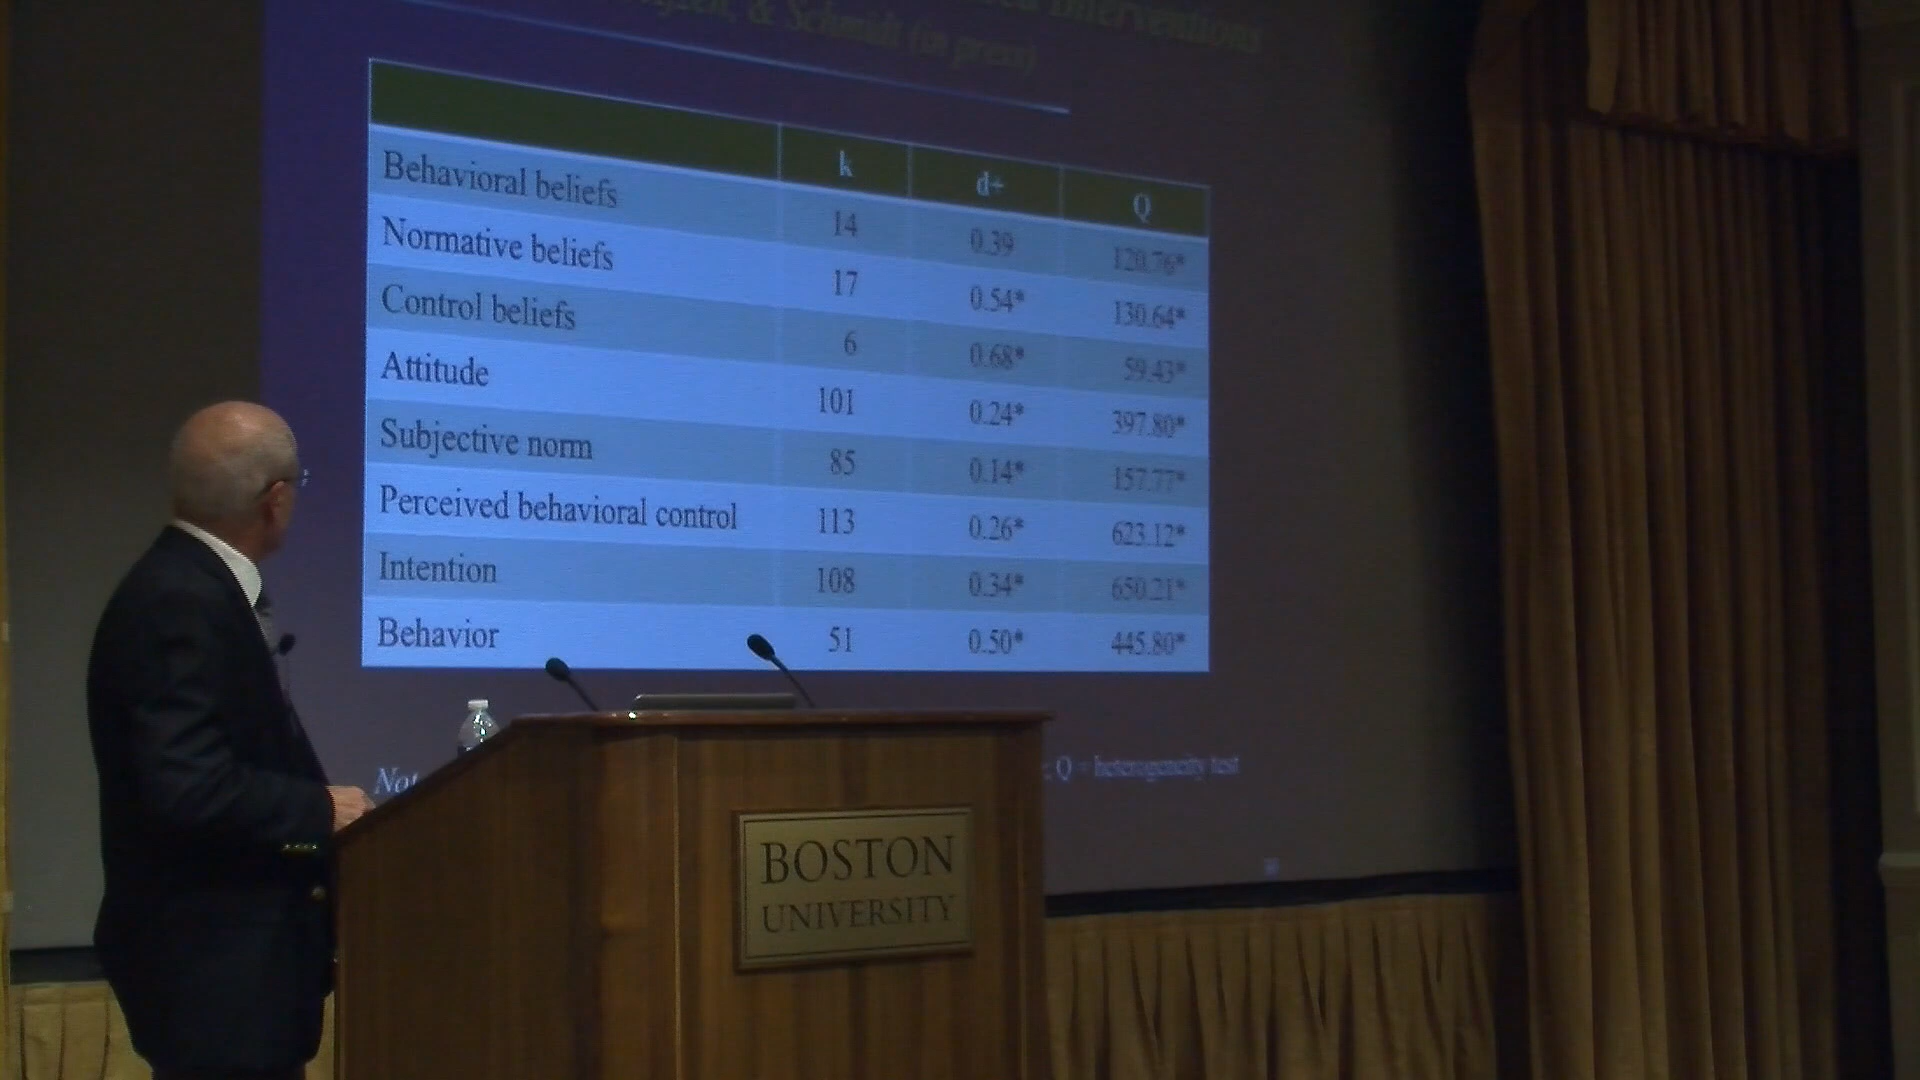 Interventions
& Schmidt (in press)
k d+ Q
Behavioral beliefs 14 0.39 120.76*
Normative beliefs 17 0.54* 130.64*
Control beliefs 6 0.68* 59.43*
Attitude 101 0.24* 397.80*
Subjective norm 85 0.14* 157.77*
Perceived behavioral control 113 0.26* 623.12*
Intention 108 0.34* 650.21*
Behavior 51 0.50* 445.80*
Q = heterogeneity test
BOSTON
UNIVERSITY